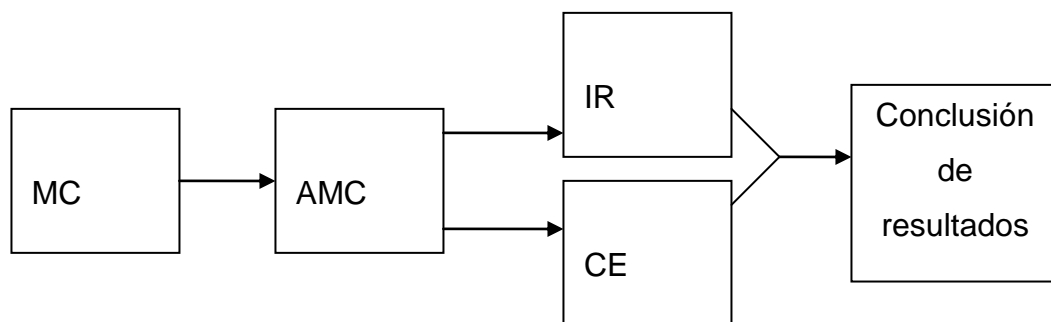 MC
AMC
IR
CE
Conclusión
de
resultados